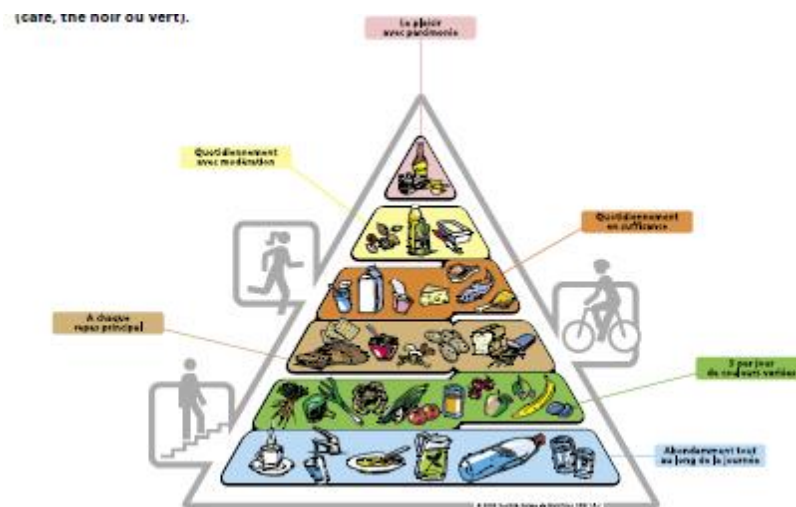 (café, thé noir ou vert).
Le plaisir
avec parcimonie
Quotidiennement
avec modération
Quotidiennement
en suffisance
A chaque
repas principal
5 par jour
de couleurs variées
Abondamment tout
au long de la journée